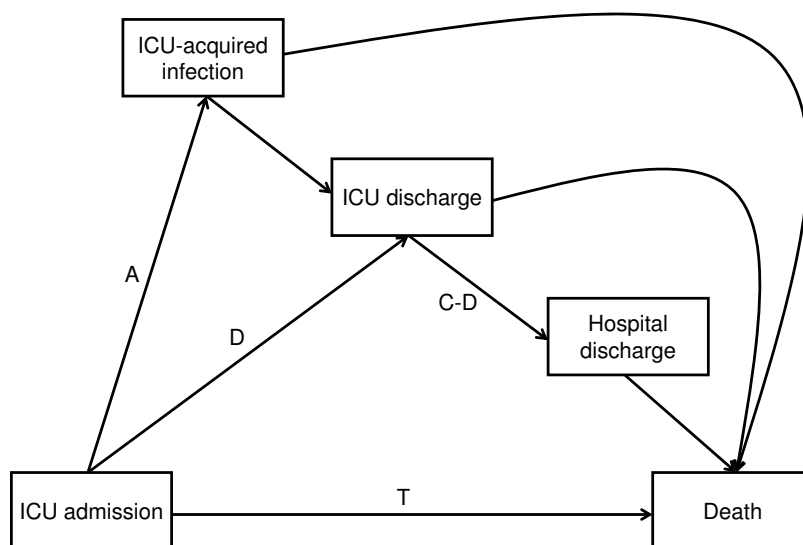 ICU-acquired
infection
ICU discharge
A
D
C-D
Hospital
discharge
ICU admission
T
Death